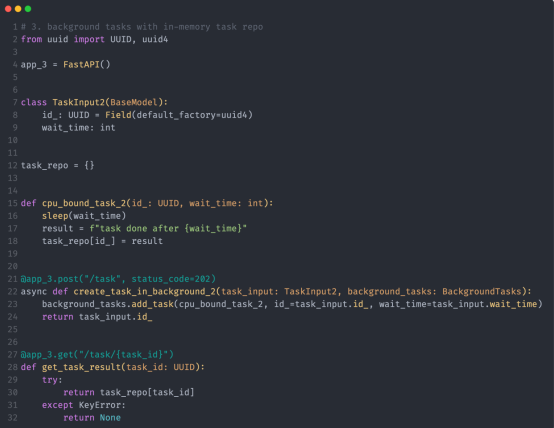 1 # 3. background tasks with in-memory task repo
2 from uuid import UUID, uuid4
3
4 app_3 = FastAPI()
5
6
7 class TaskInput2(BaseModel):
8     id_: UUID = Field(default_factory=uuid4)
9     wait_time: int
10
11
12 task_repo = {}
13
14
15 def cpu_bound_task_2(id_: UUID, wait_time: int):
16     sleep(wait_time)
17     result = f"task done after {wait_time}"
18     task_repo[id_] = result
19
20
21 @app_3.post("/task", status_code=202)
22 async def create_task_in_background_2(task_input: TaskInput2, background_tasks: BackgroundTasks):
23     background_tasks.add_task(cpu_bound_task_2, id_=task_input.id_, wait_time=task_input.wait_time)
24     return task_input.id_
25
26
27 @app_3.get("/task/{task_id}")
28 def get_task_result(task_id: UUID):
29     try:
30         return task_repo[task_id]
31     except KeyError:
32         return None